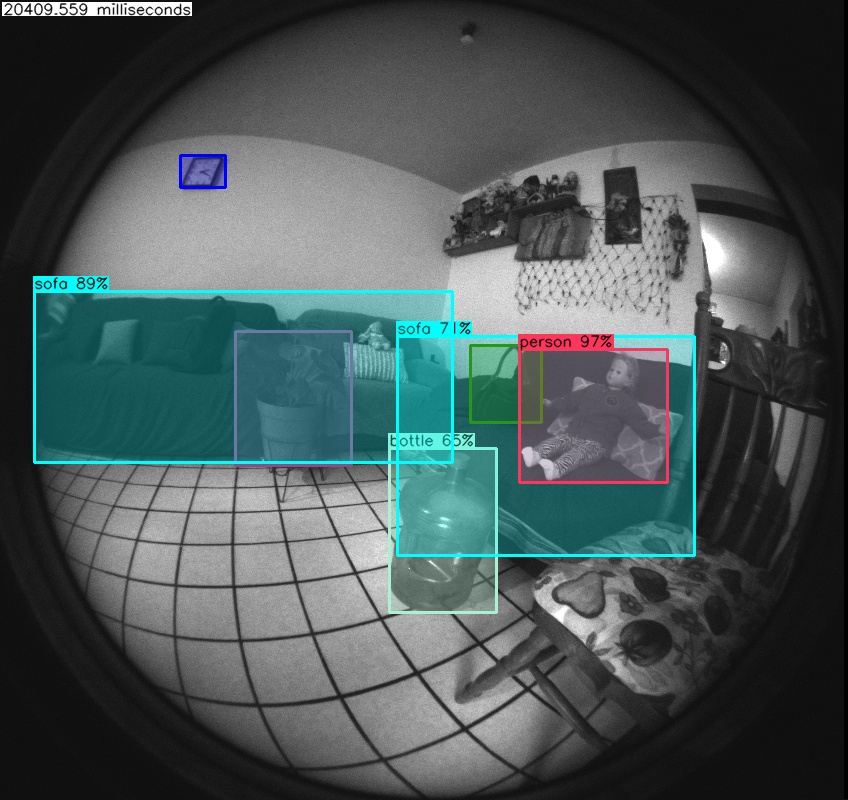 20409.559 milliseconds
sofa 89%
sofa 71%
person 97%
bottle 65%